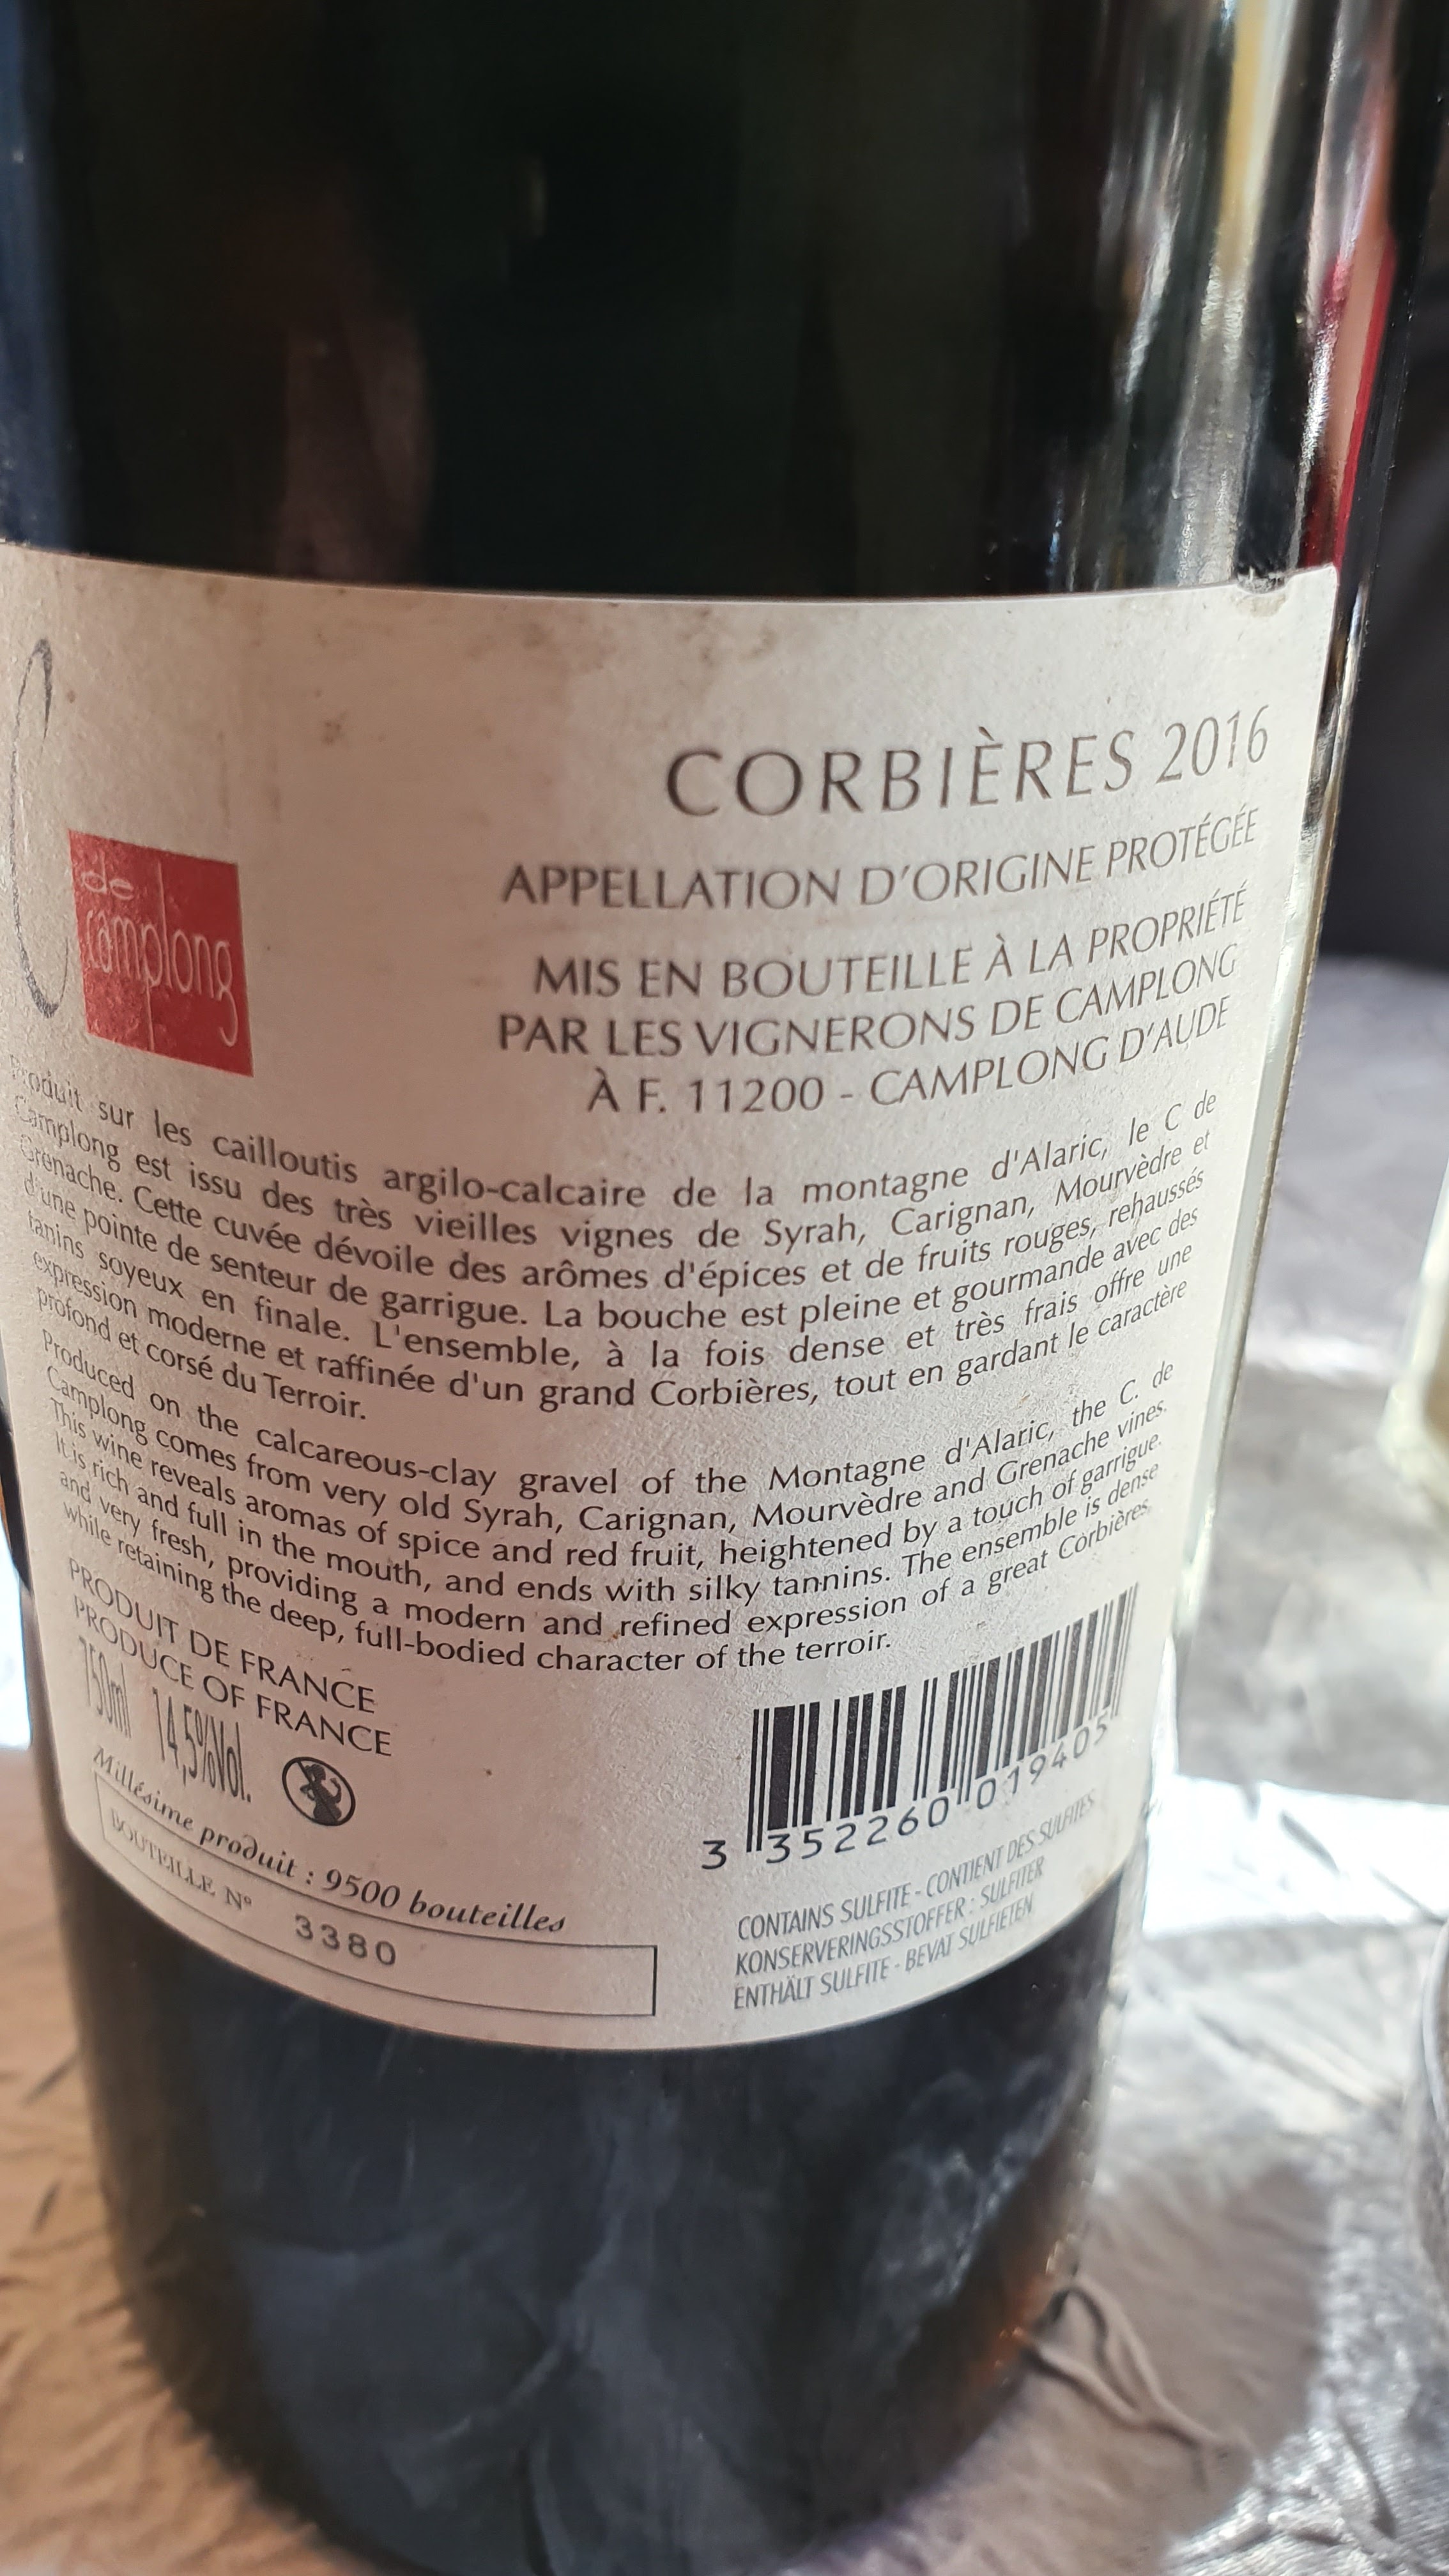 C
de
camplong
CORBIÈRES 2016
APPELLATION D'ORIGINE PROTÉGÉE
MIS EN BOUTEILLE À LA PROPRIÉTÉ
PAR LES VIGNERONS DE CAMPLONG
À F. 11200 - CAMPLONG D'AUDE
Produit sur les cailloutis argilo-calcaire de la montagne d'Alaric, le C de
Camplong est issu des très vieilles vignes de Syrah, Carignan, Mourvèdre et
Grenache. Cette cuvée dévoile des arômes d'épices et de fruits rouges, rehaussés
d'une pointe de senteur de garrigue. La bouche est pleine et gourmande avec des
tanins soyeux en finale. L'ensemble, à la fois dense et très frais offre une
expression moderne et raffinée d'un grand Corbières, tout en gardant le caractère
profond et corsé du Terroir.
Produced on the calcareous-clay gravel of the Montagne d'Alaric, the C. de
Camplong comes from very old Syrah, Carignan, Mourvèdre and Grenache vines.
This wine reveals aromas of spice and red fruit, heightened by a touch of garrigue.
It is rich and full in the mouth, and ends with silky tannins. The ensemble is dense
and very fresh, providing a modern and refined expression of a great Corbières,
while retaining the deep, full-bodied character of the terroir.
PRODUIT DE FRANCE
PRODUCE OF FRANCE
750ml 14,5%Vol.
Millésime produit : 9500 bouteilles
BOUTEILLE N° 3380
3 352260 019405
CONTAINS SULFITE - CONTIENT DES SULFITES
KONSERVERINGSSTOFFER : SULFITER
ENTHÄLT SULFITE - BEVAT SULFIETEN